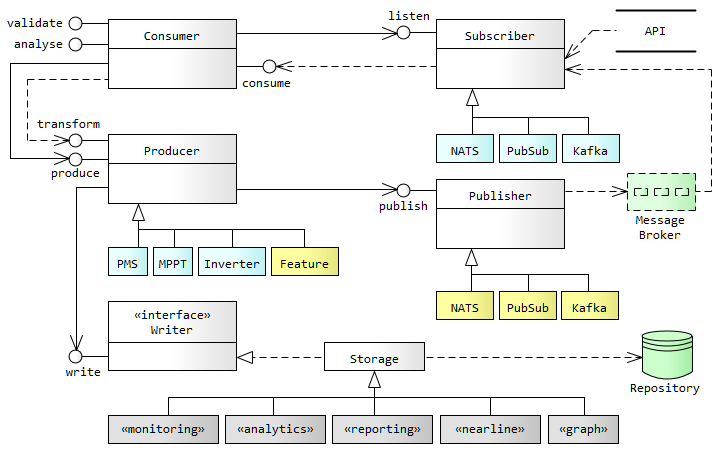 validate
analyse
Consumer
listen
Subscriber
API
consume
transform
produce
Producer
NATS
PubSub
Kafka
publish
Publisher
Message
Broker
PMS
MPPT
Inverter
Feature
NATS
PubSub
Kafka
«interface»
Writer
write
Storage
Repository
«monitoring»
«analytics»
«reporting»
«nearline»
«graph»